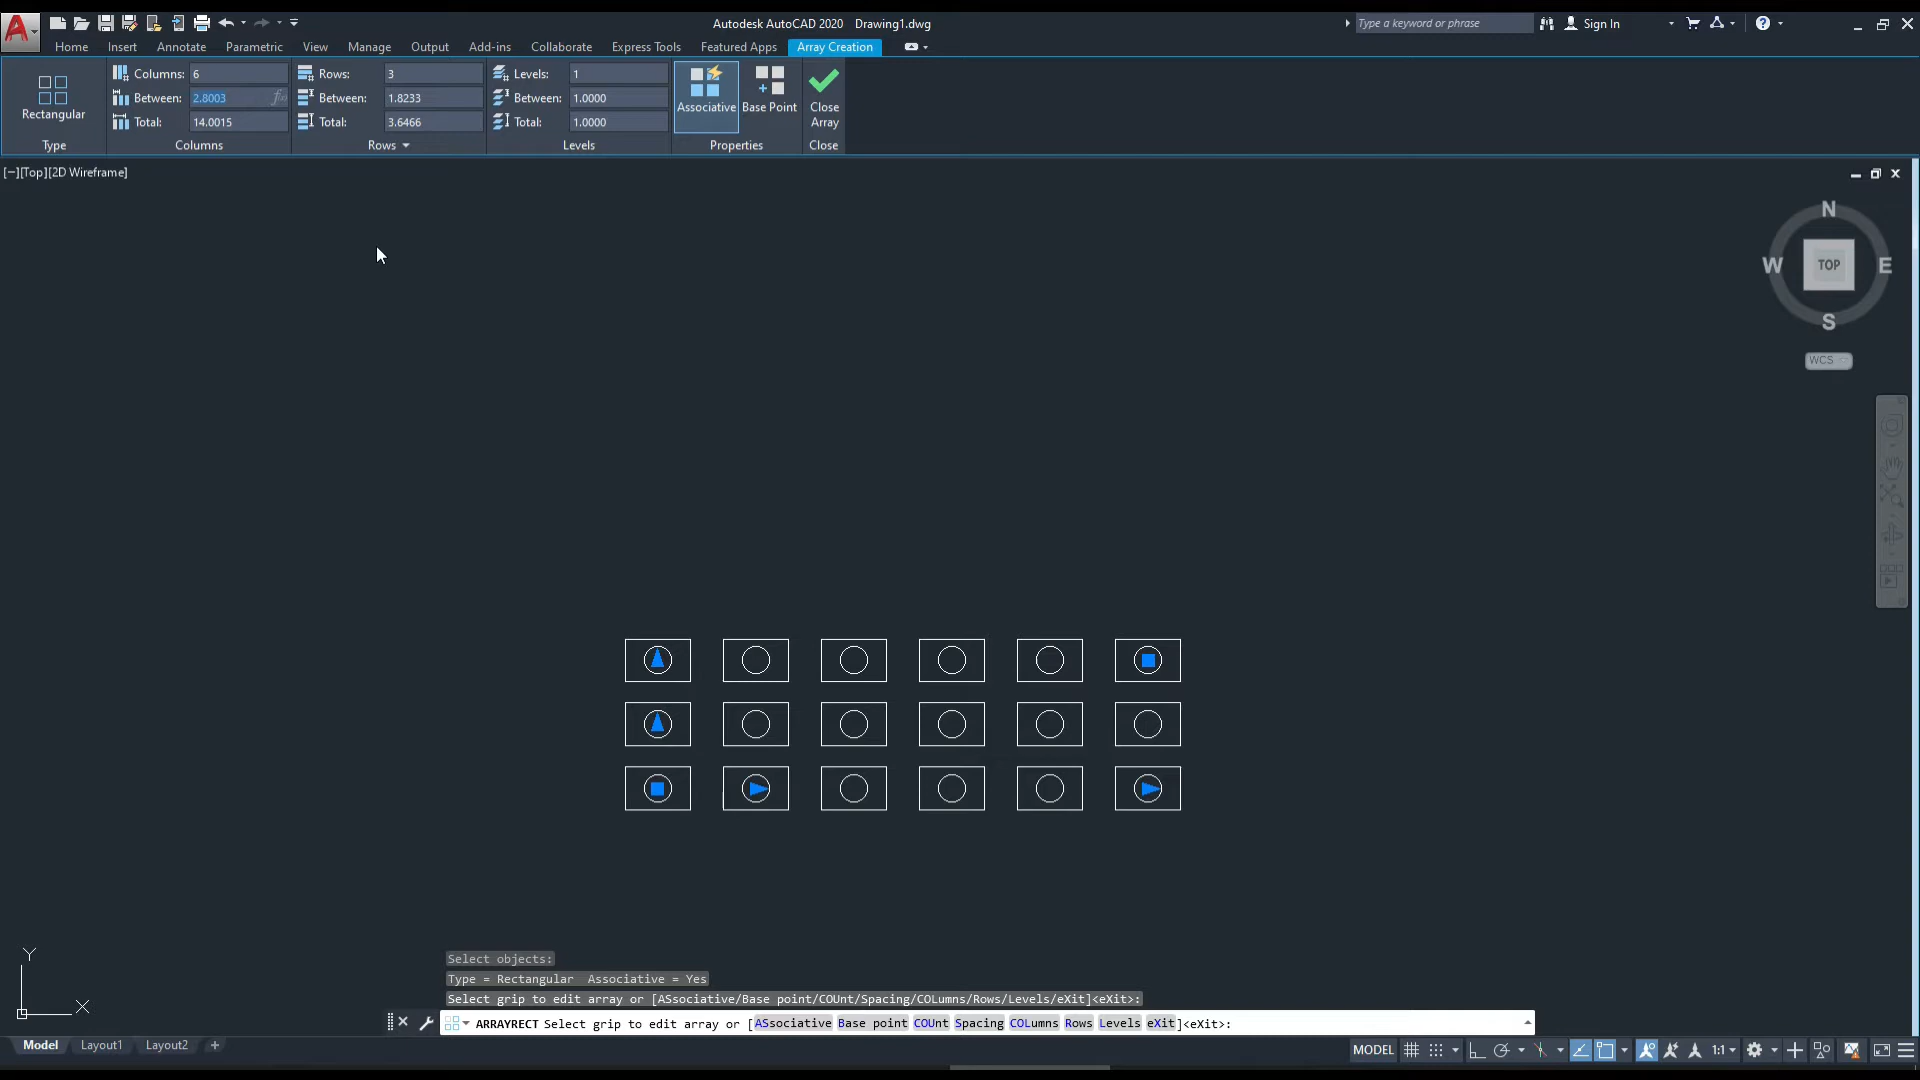 Autodesk AutoCAD 2020 Drawing1.dwg
Type a keyword or phrase
Sign In
Home Insert Annotate Parametric View Manage Output Add-ins Collaborate Express Tools Featured Apps Array Creation
Columns: 6 Rows: 3 Levels: 1
Between: 2.8003 Between: 1.8233 Between: 1.0000
Total: 14.0015 Total: 3.6466 Total: 1.0000
Rectangular
Associative
Base Point
Close
Array
Type Columns Rows Levels Properties Close
[−][Top][2D Wireframe]
N
W TOP E
S
WCS
Y
X
Select objects:
Type = Rectangular Associative = Yes
Select grip to edit array or [ASsociative/Base point/COUnt/Spacing/COLumns/Rows/Levels/eXit]<eXit>:
ARRAYRECT Select grip to edit array or [ASsociative Base point COUnt Spacing COLumns Rows Levels eXit]<eXit>:
Model Layout1 Layout2 +
MODEL 1:1